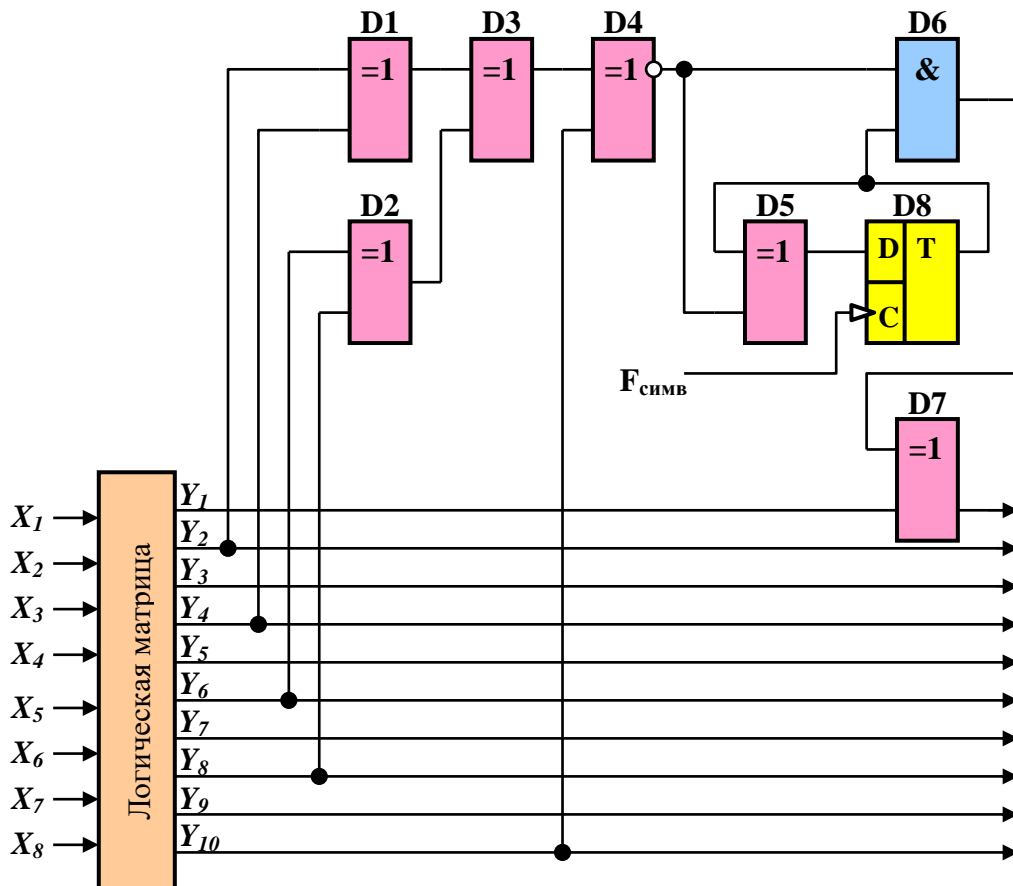 D1 D3 D4 D6
=1 =1 =1 &
D2 D5 D8
=1 =1 D T
C
Fсимв
D7
=1
Логическая матрица
X1 Y1
X2 Y2
X3 Y3
X4 Y4
X5 Y5
X6 Y6
X7 Y7
X8 Y8
Y9
Y10